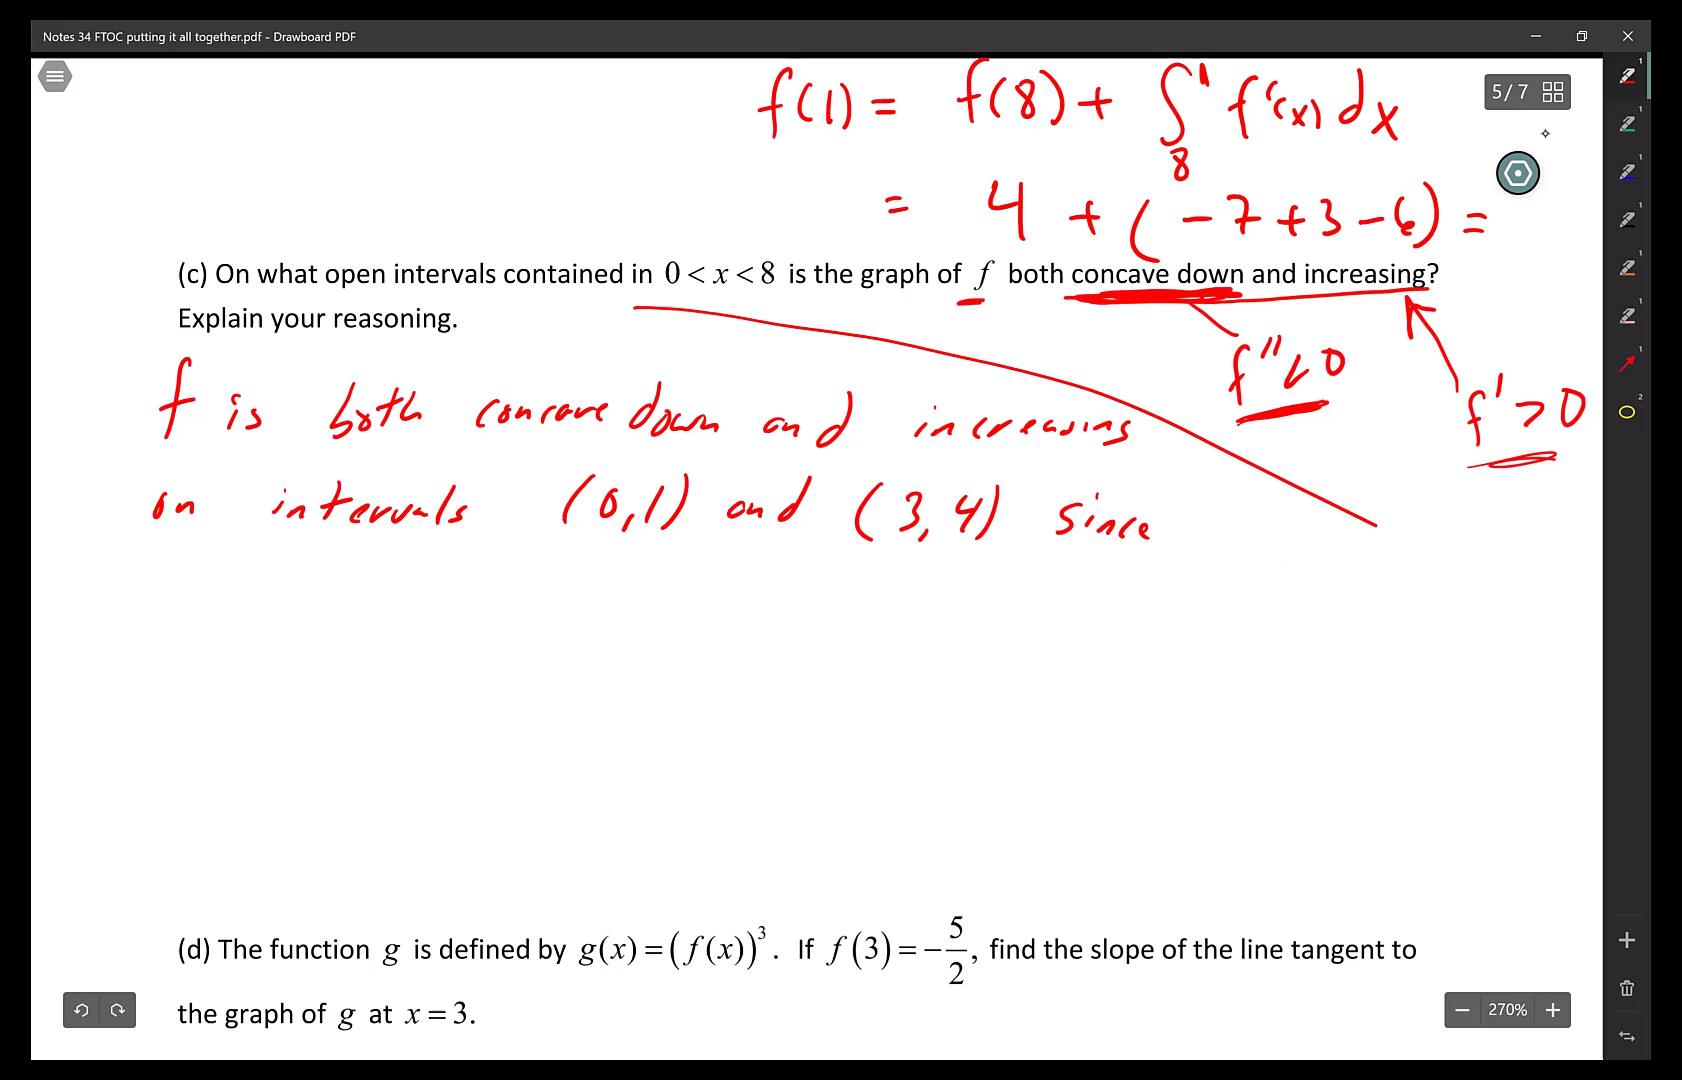 Notes 34 FTOC putting it all together.pdf - Drawboard PDF
f(1) = f(8) + ∫₈¹ f'(x) dx
5 / 7
= 4 + (-7 + 3 - 6) =
(c) On what open intervals contained in 0 < x < 8 is the graph of f both concave down and increasing?
Explain your reasoning.
f'' < 0
f' > 0
f is both concave down and increasing
on intervals (0,1) and (3,4) since
(d) The function g is defined by g(x) = (f(x))³. If f(3) = -5/2, find the slope of the line tangent to
the graph of g at x = 3.
270%